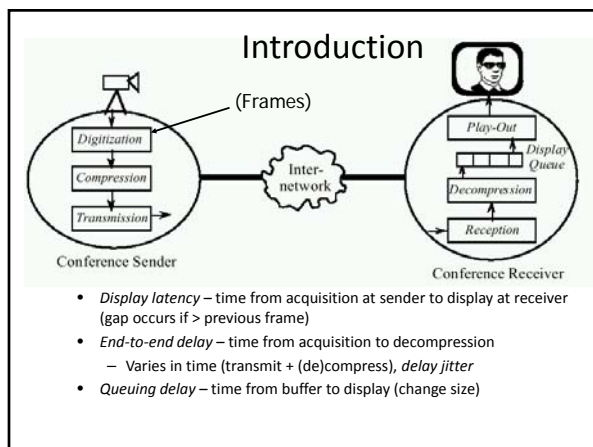 Introduction
(Frames)
Digitization
Compression
Transmission
Conference Sender
Inter-
network
Play-Out
Display
Queue
Decompression
Reception
Conference Receiver
• Display latency – time from acquisition at sender to display at receiver
(gap occurs if > previous frame)
• End-to-end delay – time from acquisition to decompression
– Varies in time (transmit + (de)compress), delay jitter
• Queuing delay – time from buffer to display (change size)